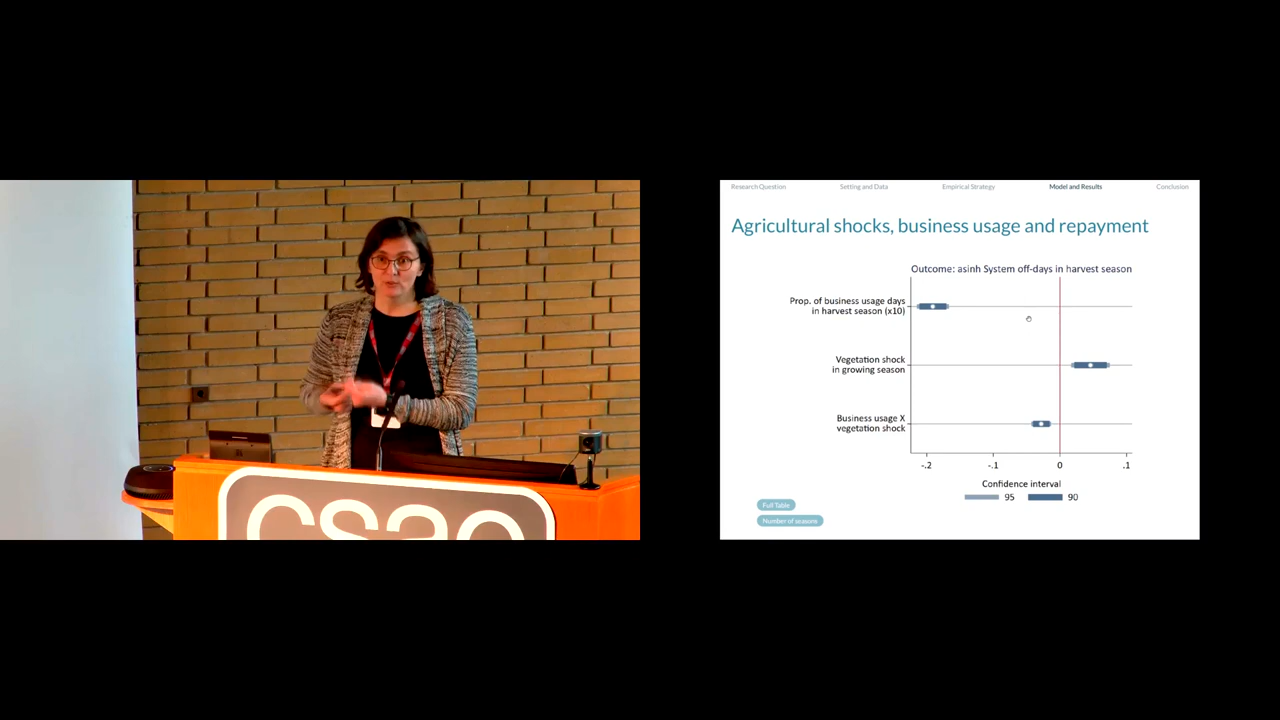 csae
Research Question
Setting and Data
Empirical Strategy
Model and Results
Conclusion
Agricultural shocks, business usage and repayment
Outcome: asinh System off-days in harvest season
Prop. of business usage days
in harvest season (x10)
Vegetation shock
in growing season
Business usage X
vegetation shock
-.2
-.1
0
.1
Confidence interval
95
90
Full Table
Number of seasons